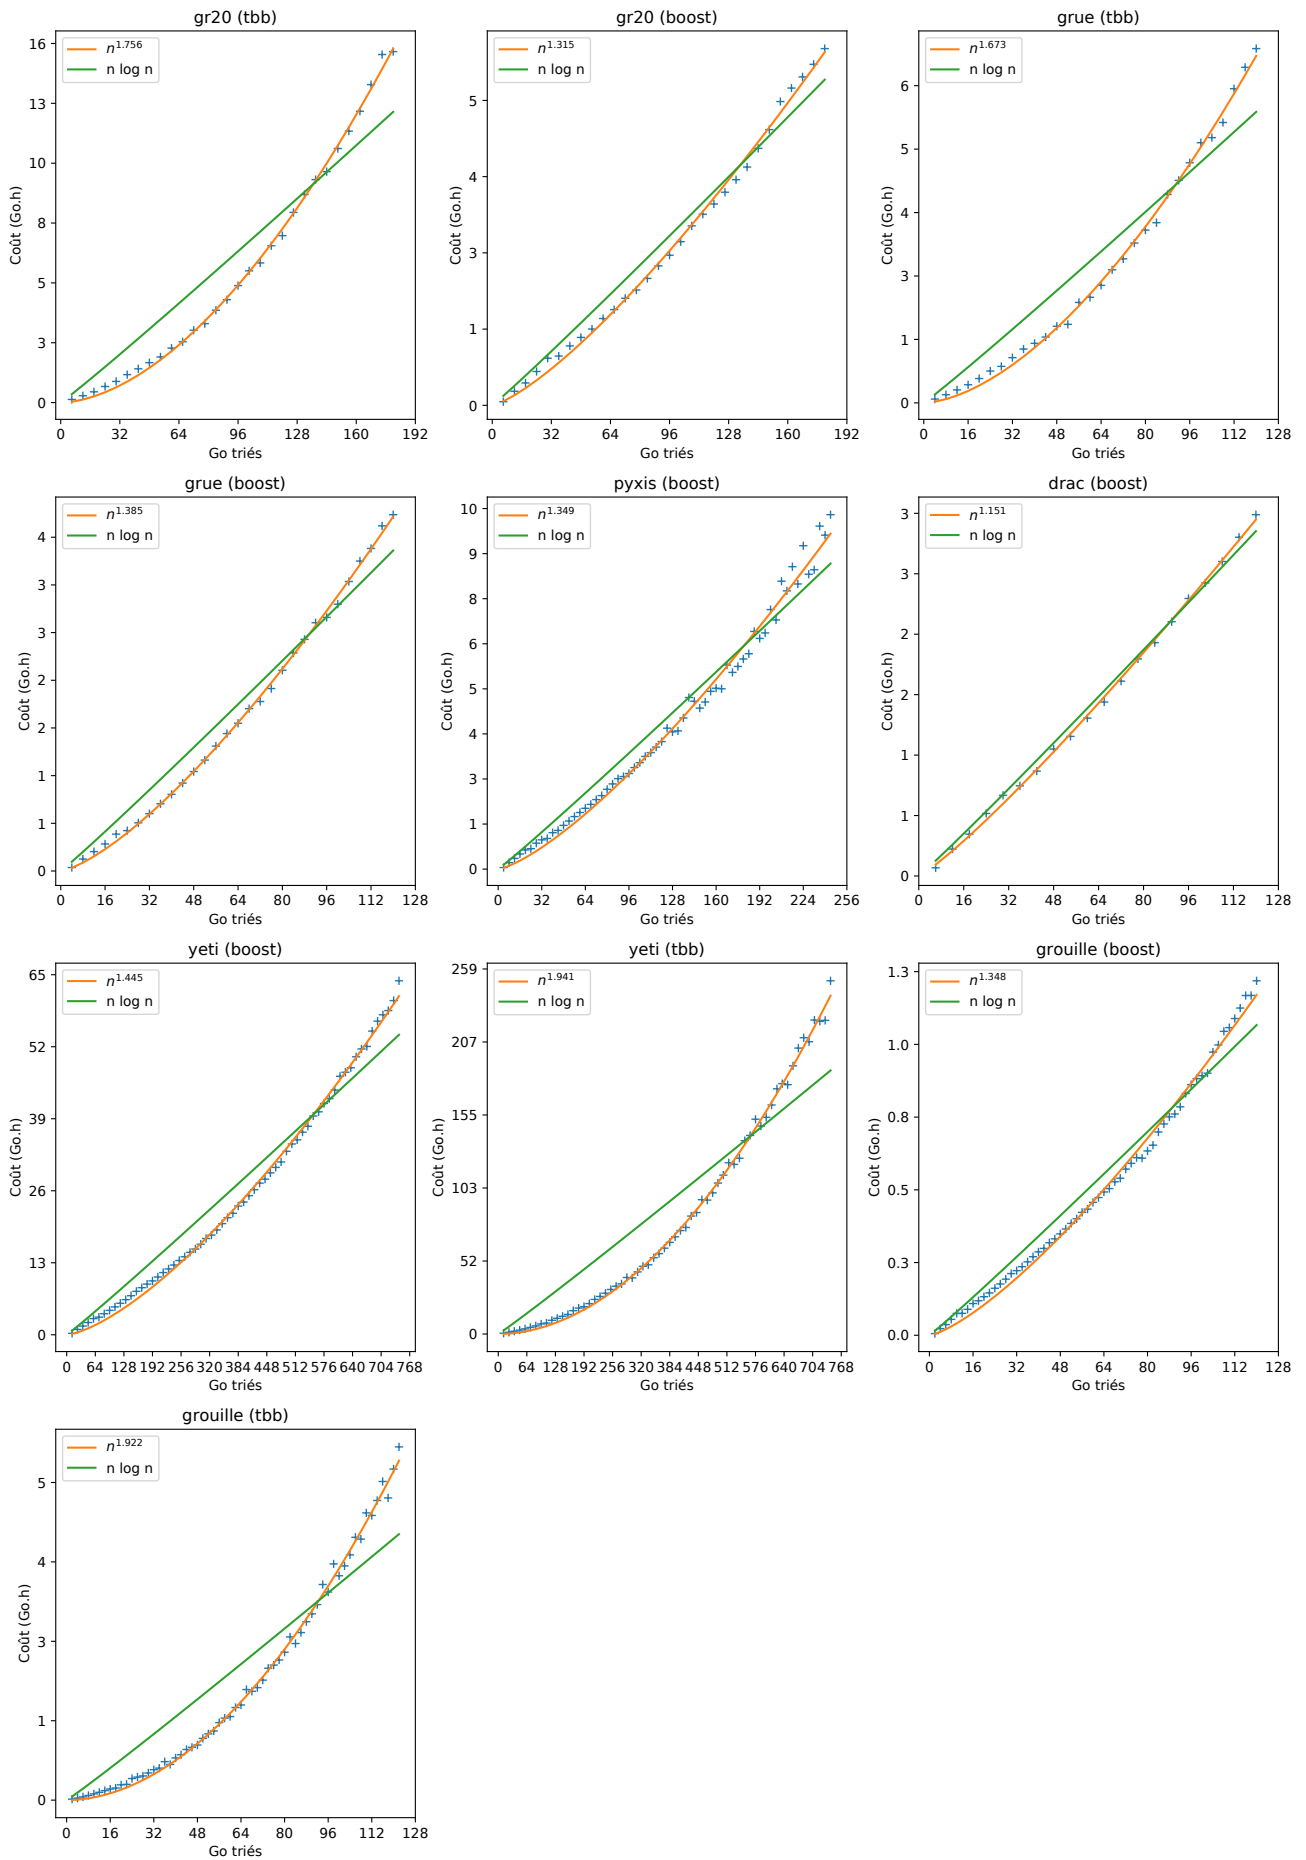 gr20 (tbb)
n^1.756
n log n
Coût (Go.h)
16
13
10
8
5
3
0
0 32 64 96 128 160 192
Go triés
gr20 (boost)
n^1.315
n log n
Coût (Go.h)
5
4
3
1
0
0 32 64 96 128 160 192
Go triés
grue (tbb)
n^1.673
n log n
Coût (Go.h)
6
5
4
3
1
0
0 16 32 48 64 80 96 112 128
Go triés
grue (boost)
n^1.385
n log n
Coût (Go.h)
4
3
3
2
2
1
1
0
0 16 32 48 64 80 96 112 128
Go triés
pyxis (boost)
n^1.349
n log n
Coût (Go.h)
10
9
8
6
5
4
3
1
0
0 32 64 96 128 160 192 224 256
Go triés
drac (boost)
n^1.151
n log n
Coût (Go.h)
3
3
2
2
1
1
0
0 16 32 48 64 80 96 112 128
Go triés
yeti (boost)
n^1.445
n log n
Coût (Go.h)
65
52
39
26
13
0
0 64 128 192 256 320 384 448 512 576 640 704 768
Go triés
yeti (tbb)
n^1.941
n log n
Coût (Go.h)
259
207
155
103
52
0
0 64 128 192 256 320 384 448 512 576 640 704 768
Go triés
grouille (boost)
n^1.348
n log n
Coût (Go.h)
1.3
1.0
0.8
0.5
0.3
0.0
0 16 32 48 64 80 96 112 128
Go triés
grouille (tbb)
n^1.922
n log n
Coût (Go.h)
5
4
3
1
0
0 16 32 48 64 80 96 112 128
Go triés